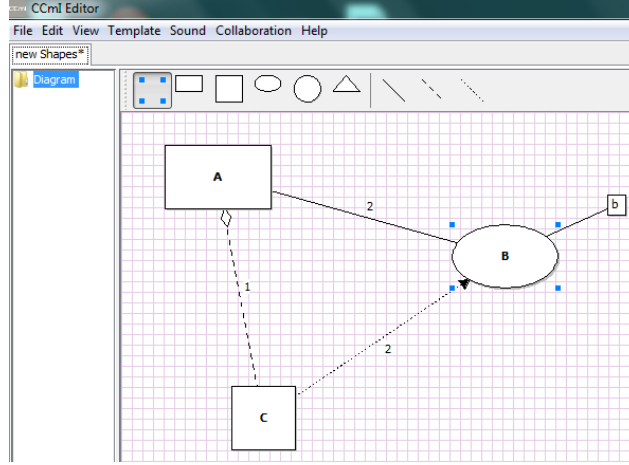 CCmI Editor
File Edit View Template Sound Collaboration Help
new Shapes*
Diagram
A
2
b
B
1
2
C